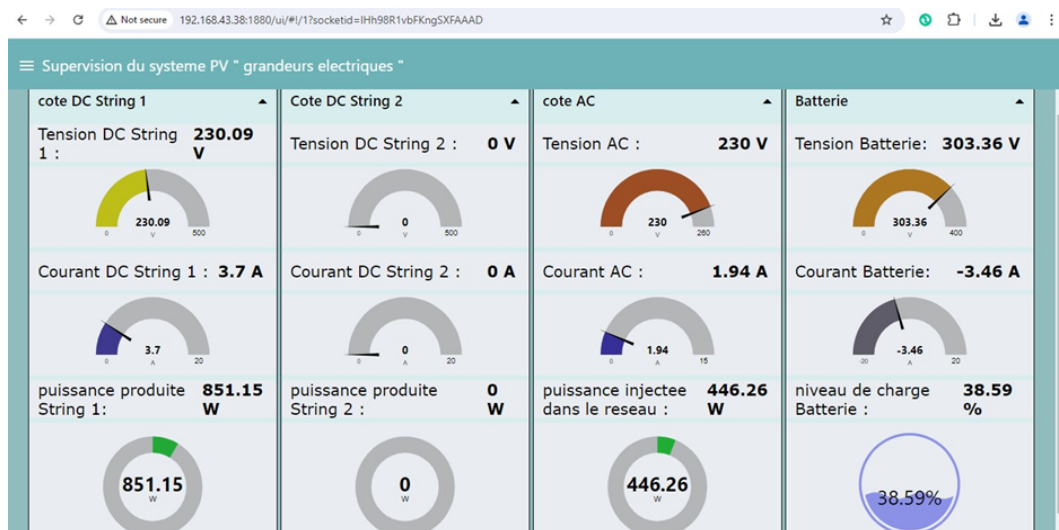 Not secure 192.168.43.38:1880/ui/#!/1?socketid=IHh98R1vbFKngSXFAAAD
Supervision du systeme PV " grandeurs electriques "
cote DC String 1
Tension DC String 1 :
230.09 V
230.09
V
0
500
Courant DC String 1 : 3.7 A
3.7
A
0
20
puissance produite String 1:
851.15 W
851.15
W
Cote DC String 2
Tension DC String 2 : 0 V
0
V
0
500
Courant DC String 2 : 0 A
0
A
0
20
puissance produite String 2 :
0 W
0
W
cote AC
Tension AC : 230 V
230
V
0
260
Courant AC : 1.94 A
1.94
A
0
15
puissance injectee dans le reseau :
446.26 W
446.26
W
Batterie
Tension Batterie: 303.36 V
303.36
V
0
400
Courant Batterie: -3.46 A
-3.46
A
-20
20
niveau de charge Batterie :
38.59 %
38.59%